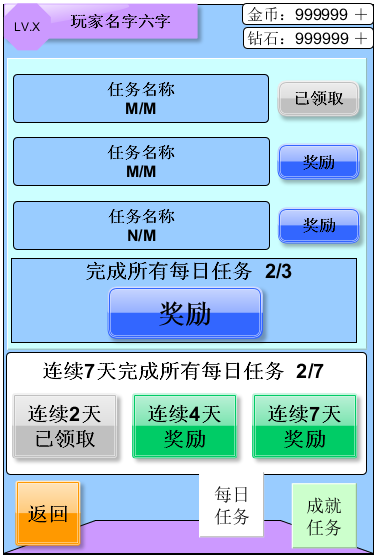 LV.X
玩家名字六字
金币：999999 ＋
钻石：999999 ＋
任务名称
M/M
已领取
任务名称
M/M
奖励
任务名称
N/M
奖励
完成所有每日任务 2/3
奖励
连续7天完成所有每日任务 2/7
连续2天
已领取
连续4天
奖励
连续7天
奖励
返回
每日
任务
成就
任务